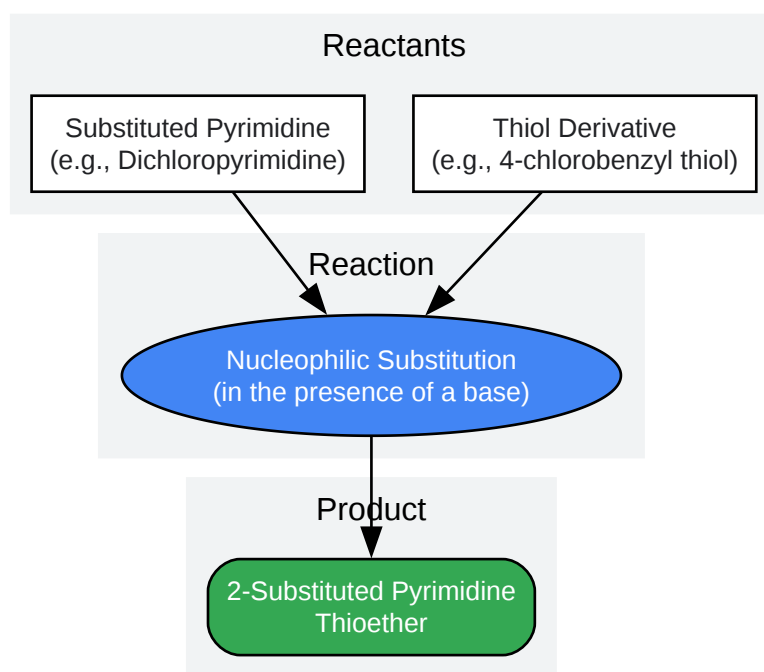 Reactants
Substituted Pyrimidine
(e.g., Dichloropyrimidine)
Thiol Derivative
(e.g., 4-chlorobenzyl thiol)
Reaction
Nucleophilic Substitution
(in the presence of a base)
Product
2-Substituted Pyrimidine
Thioether